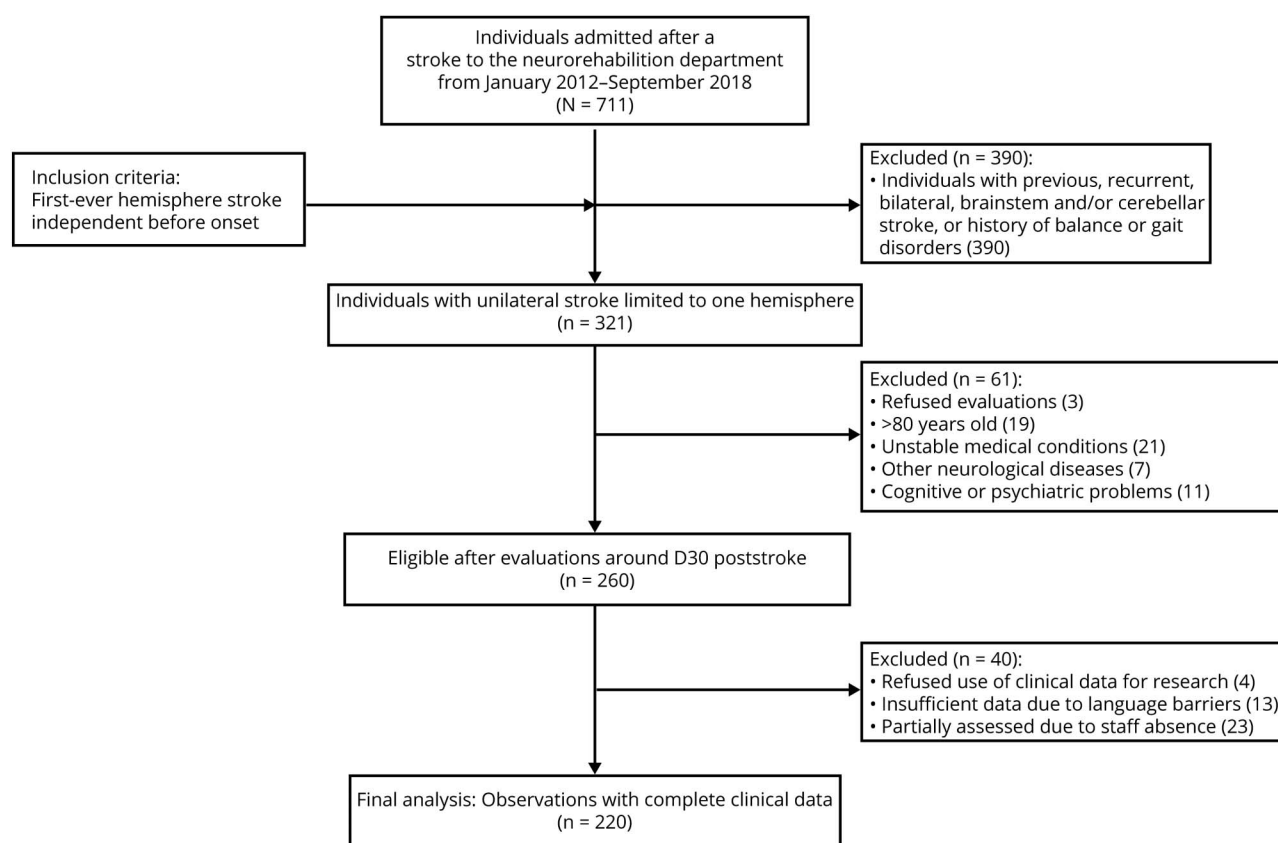 Individuals admitted after a
stroke to the neurorehabilition department
from January 2012–September 2018
(N = 711)
Inclusion criteria:
First-ever hemisphere stroke
independent before onset
Excluded (n = 390):
• Individuals with previous, recurrent,
bilateral, brainstem and/or cerebellar
stroke, or history of balance or gait
disorders (390)
Individuals with unilateral stroke limited to one hemisphere
(n = 321)
Excluded (n = 61):
• Refused evaluations (3)
• >80 years old (19)
• Unstable medical conditions (21)
• Other neurological diseases (7)
• Cognitive or psychiatric problems (11)
Eligible after evaluations around D30 poststroke
(n = 260)
Excluded (n = 40):
• Refused use of clinical data for research (4)
• Insufficient data due to language barriers (13)
• Partially assessed due to staff absence (23)
Final analysis: Observations with complete clinical data
(n = 220)